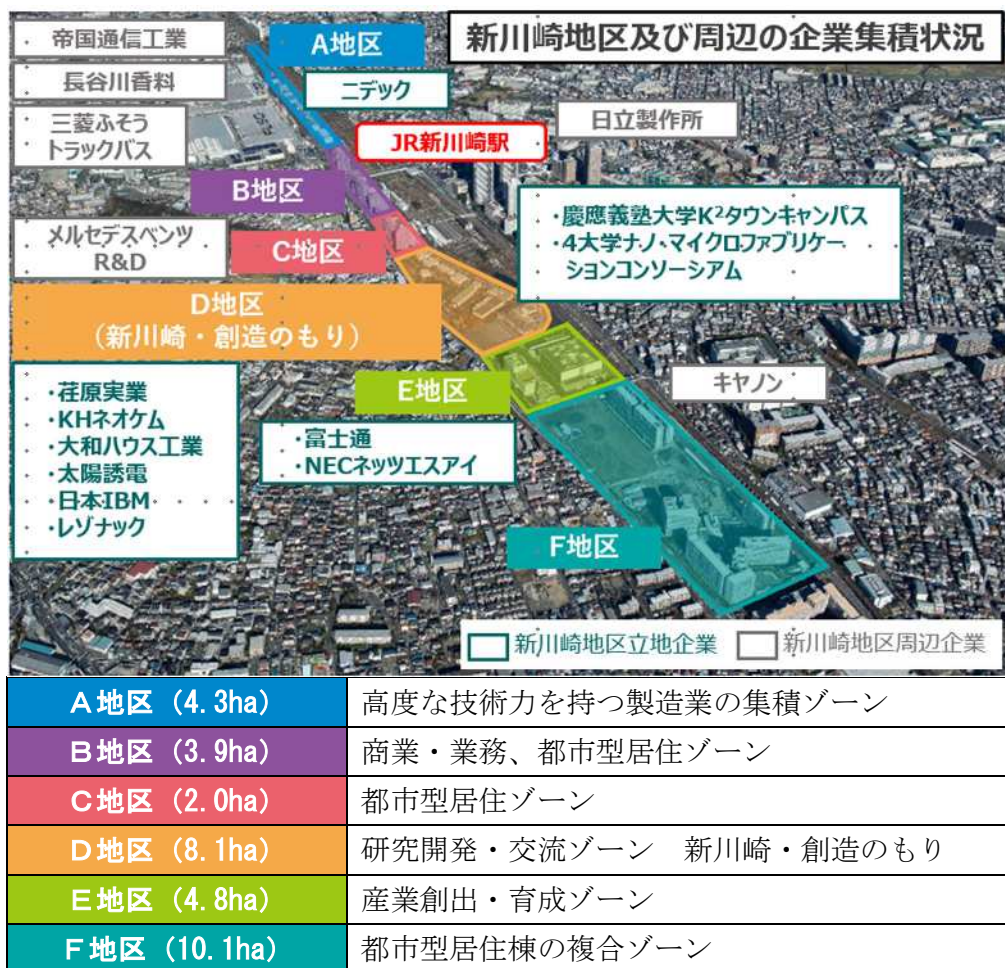 新川崎地区及び周辺の企業集積状況
帝国通信工業
A地区
長谷川香料
ニデック
三菱ふそう
トラックバス
JR新川崎駅
日立製作所
B地区
・慶應義塾大学K²タウンキャンパス
・4大学ナノ・マイクロファブリケー
ションコンソーシアム
メルセデスベンツ
R&D
C地区
D地区
（新川崎・創造のもり）
E地区
キヤノン
・荏原実業
・KHネオケム
・大和ハウス工業
・太陽誘電
・日本IBM
・レゾナック
・富士通
・NECネッツエスアイ
F地区
新川崎地区立地企業
新川崎地区周辺企業
A地区（4.3ha） 高度な技術力を持つ製造業の集積ゾーン
B地区（3.9ha） 商業・業務、都市型居住ゾーン
C地区（2.0ha） 都市型居住ゾーン
D地区（8.1ha） 研究開発・交流ゾーン　新川崎・創造のもり
E地区（4.8ha） 産業創出・育成ゾーン
F地区（10.1ha） 都市型居住棟の複合ゾーン